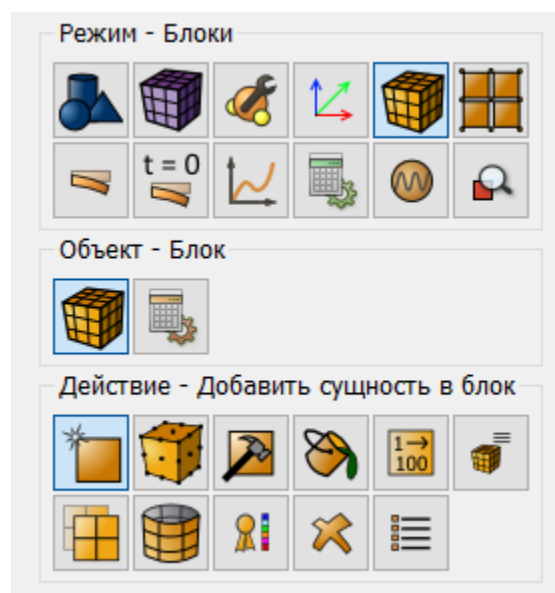 Режим - Блоки
t = 0
Объект - Блок
Действие - Добавить сущность в блок
1→
100